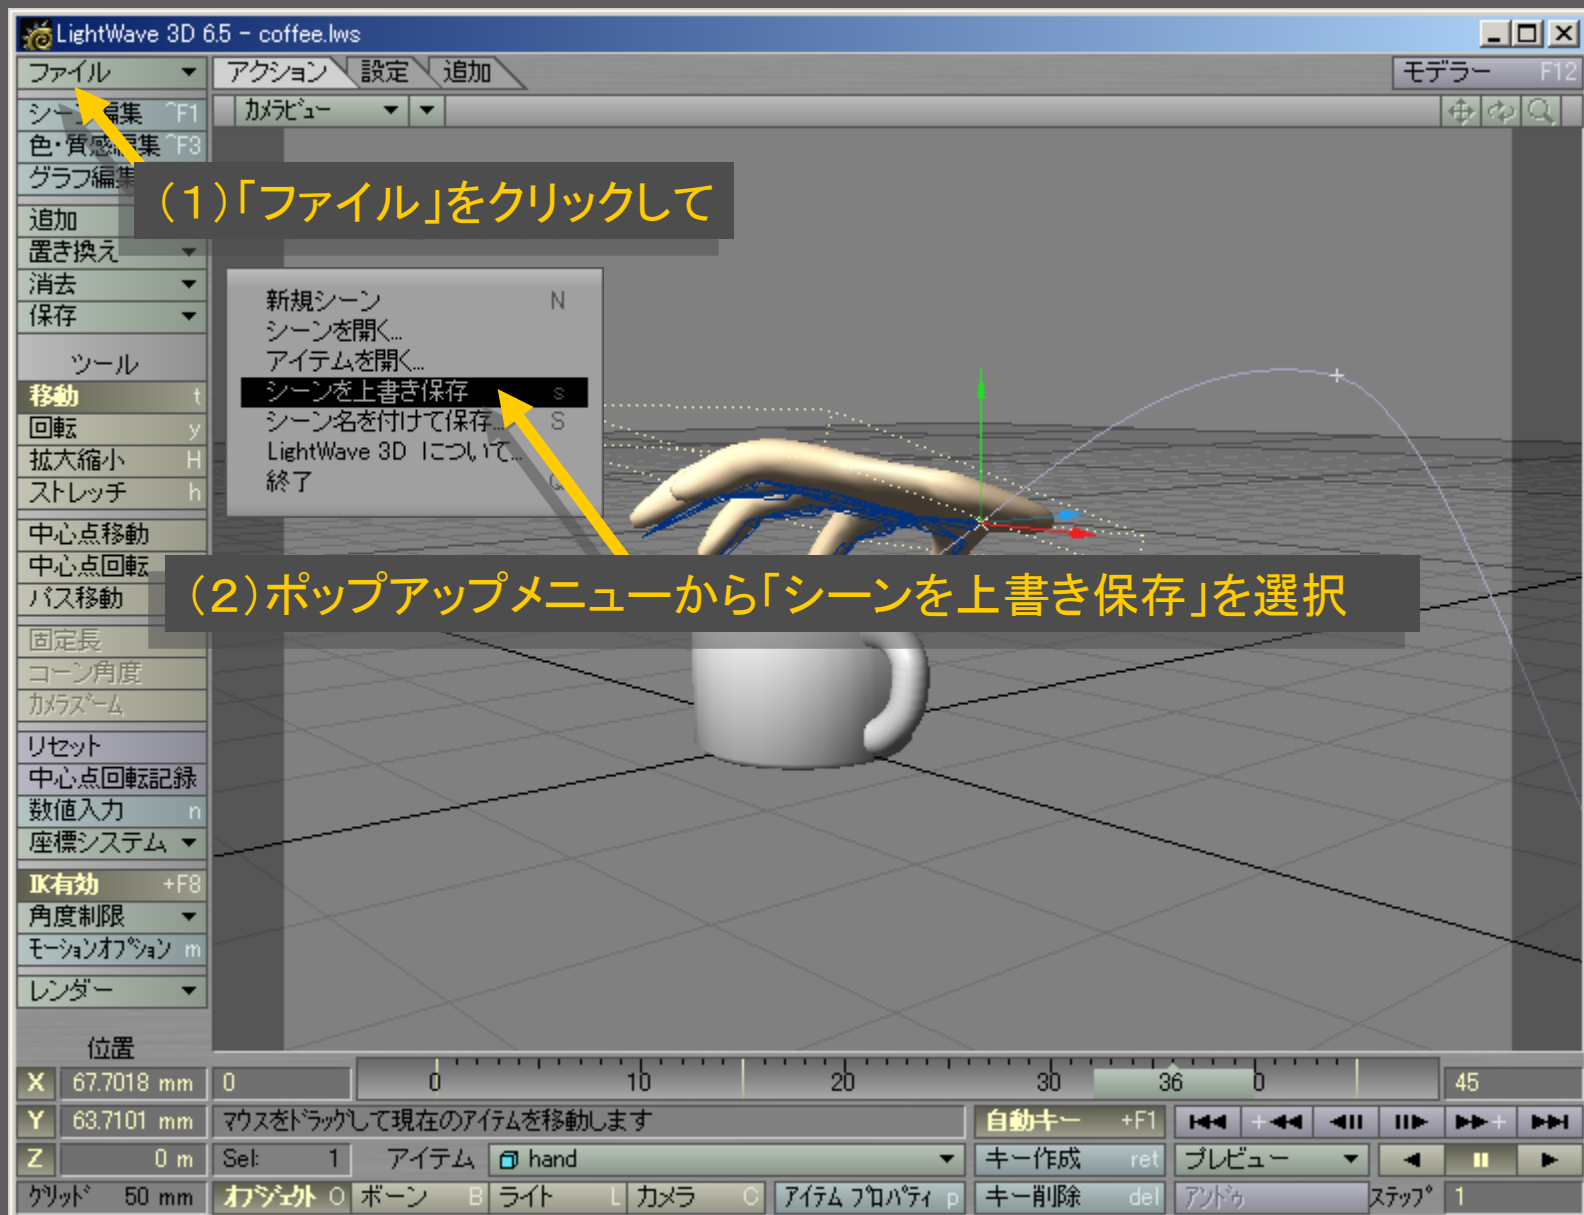 LightWave 3D 6.5 - coffee.lws
ファイル アクション 設定 追加 モデラー F12
シーン編集 ^F1 カメラビュー
色・質感編集 ^F3
グラフ編集
(1)「ファイル」をクリックして
追加
置き換え
消去
保存
新規シーン N
シーンを開く...
アイテムを開く...
シーンを上書き保存 s
シーン名を付けて保存... S
LightWave 3D について...
終了 Q
ツール
移動 t
回転 y
拡大縮小 H
ストレッチ h
中心点移動
中心点回転
パス移動
(2)ポップアップメニューから「シーンを上書き保存」を選択
固定長
コーン角度
カメラズーム
リセット
中心点回転記録
数値入力 n
座標システム
IK有効 +F8
角度制限
モーションオプション m
レンダー
位置
X 67.7018 mm 0 0 10 20 30 36 0 45
Y 63.7101 mm マウスをドラッグして現在のアイテムを移動します 自動キー +F1
Z 0 m Sel: 1 アイテム hand キー作成 ret プレビュー
グリッド 50 mm オブジェクト O ボーン B ライト L カメラ C アイテム プロパティ p キー削除 del アンドゥ ステップ 1